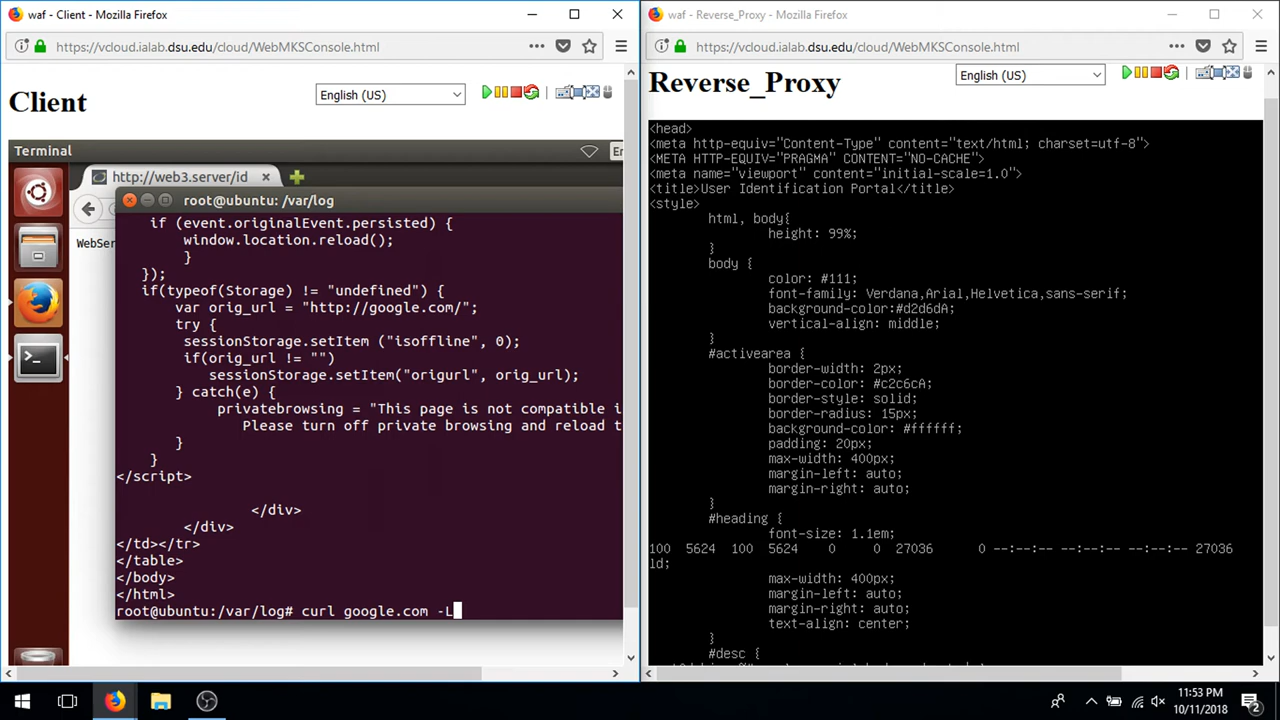 waf - Client - Mozilla Firefox
https://vcloud.ialab.dsu.edu/cloud/WebMKSConsole.html
Client
English (US)
Terminal
En
http://web3.server/id
root@ubuntu: /var/log
WebSer
if (event.originalEvent.persisted) {
window.location.reload();
}
});
if(typeof(Storage) != "undefined") {
var orig_url = "http://google.com/";
try {
sessionStorage.setItem ("isoffline", 0);
if(orig_url != "")
sessionStorage.setItem("origurl", orig_url);
} catch(e) {
privatebrowsing = "This page is not compatible i
Please turn off private browsing and reload t
}
}
</script>
</div>
</div>
</td></tr>
</table>
</body>
</html>
root@ubuntu:/var/log# curl google.com -L
waf - Reverse_Proxy - Mozilla Firefox
https://vcloud.ialab.dsu.edu/cloud/WebMKSConsole.html
Reverse_Proxy
English (US)
<head>
<meta http-equiv="Content-Type" content="text/html; charset=utf-8">
<META HTTP-EQUIV="PRAGMA" CONTENT="NO-CACHE">
<meta name="viewport" content="initial-scale=1.0">
<title>User Identification Portal</title>
<style>
html, body{
height: 99%;
}
body {
color: #111;
font-family: Verdana,Arial,Helvetica,sans-serif;
background-color:#d2d6dA;
vertical-align: middle;
}
#activearea {
border-width: 2px;
border-color: #c2c6cA;
border-style: solid;
border-radius: 15px;
background-color: #ffffff;
padding: 20px;
max-width: 400px;
margin-left: auto;
margin-right: auto;
}
#heading {
font-size: 1.1em;
100 5624 100 5624 0 0 27036 0 --:--:-- --:--:-- --:--:-- 27036
ld;
max-width: 400px;
margin-left: auto;
margin-right: auto;
text-align: center;
}
#desc {
11:53 PM
10/11/2018
2